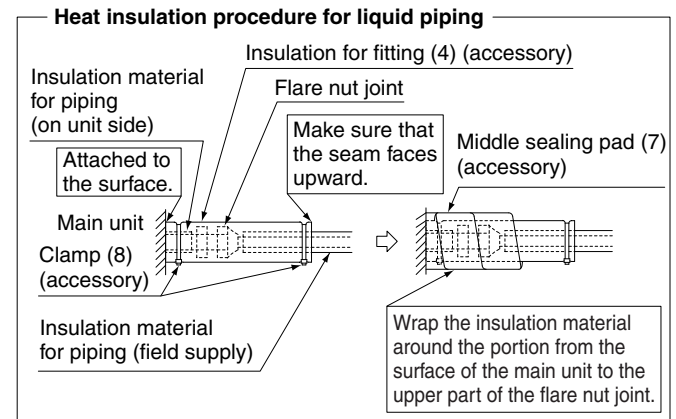 Heat insulation procedure for liquid piping
Insulation for fitting (4) (accessory)
Insulation material
for piping
(on unit side)
Flare nut joint
Attached to
the surface.
Make sure that
the seam faces
upward.
Middle sealing pad (7)
(accessory)
Main unit
Clamp (8)
(accessory)
Insulation material
for piping (field supply)
Wrap the insulation material
around the portion from the
surface of the main unit to the
upper part of the flare nut joint.